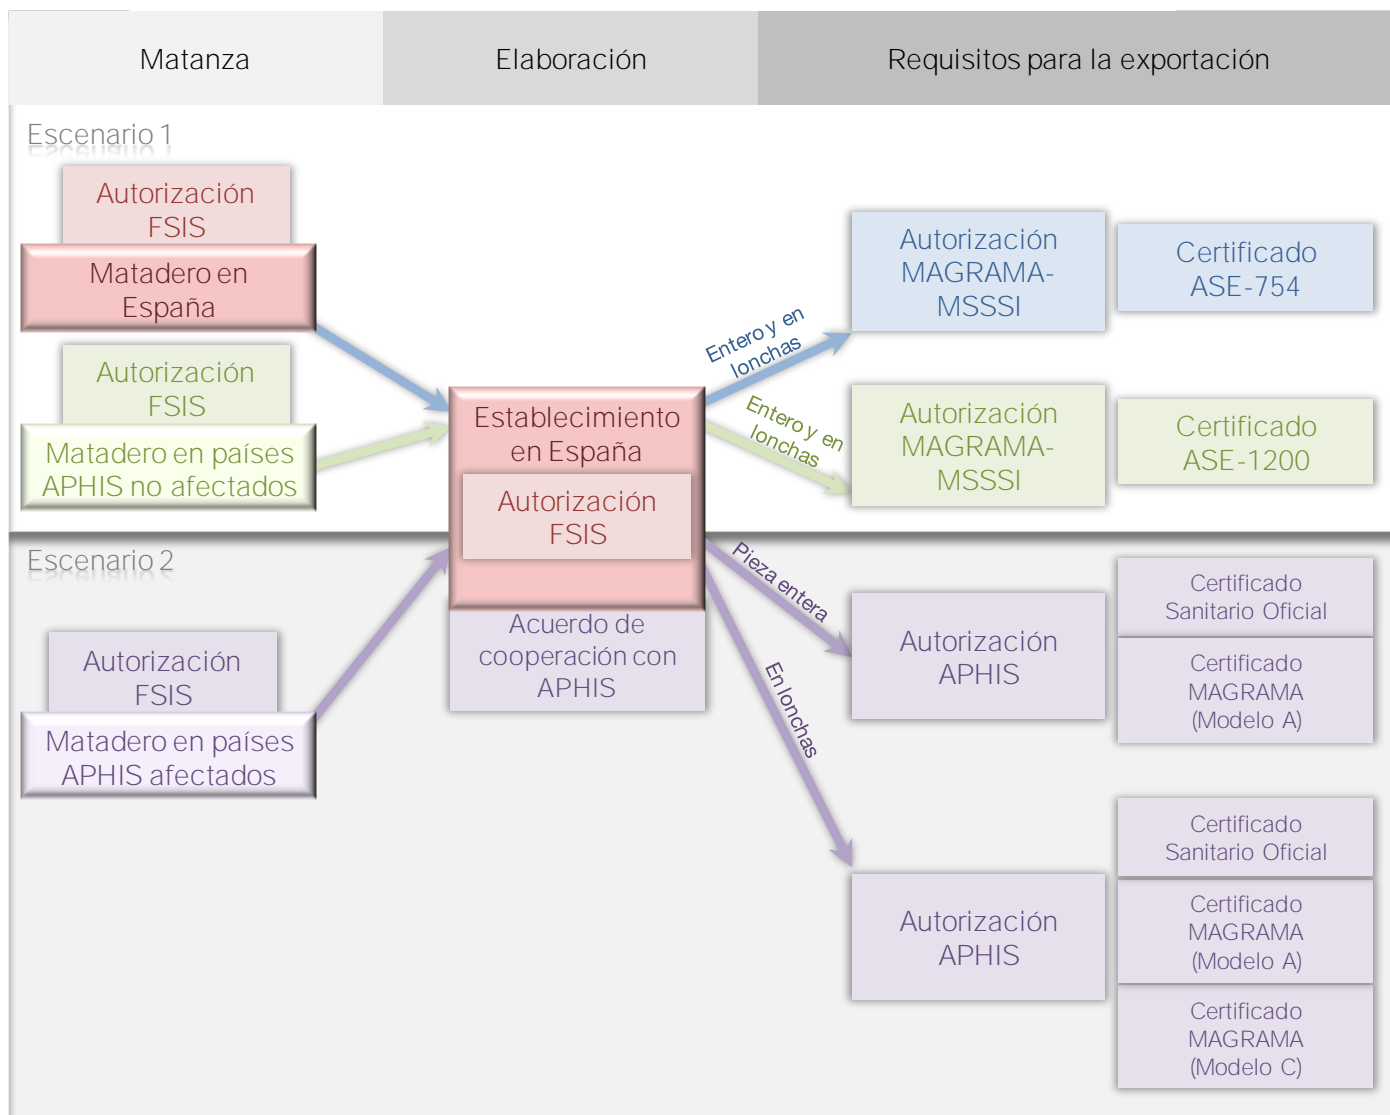 Matanza
Elaboración
Requisitos para la exportación
Escenario 1
Autorización
FSIS
Matadero en
España
Autorización
FSIS
Matadero en países
APHIS no afectados
Establecimiento
en España
Autorización
FSIS
Entero y en
lonchas
Autorización
MAGRAMA-
MSSSI
Certificado
ASE-754
Entero y en
lonchas
Autorización
MAGRAMA-
MSSSI
Certificado
ASE-1200
Escenario 2
Autorización
FSIS
Matadero en países
APHIS afectados
Acuerdo de
cooperación con
APHIS
Pieza entera
Autorización
APHIS
Certificado
Sanitario Oficial
Certificado
MAGRAMA
(Modelo A)
En lonchas
Autorización
APHIS
Certificado
Sanitario Oficial
Certificado
MAGRAMA
(Modelo A)
Certificado
MAGRAMA
(Modelo C)